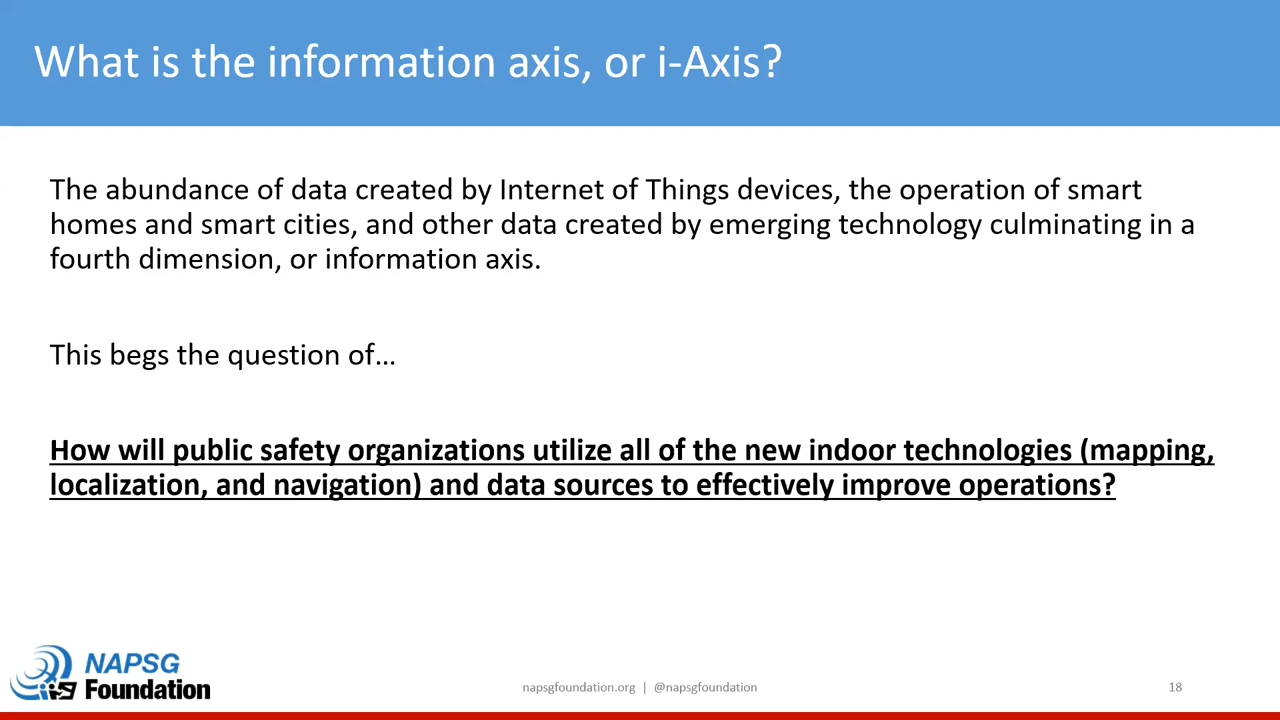 What is the information axis, or i-Axis?
The abundance of data created by Internet of Things devices, the operation of smart
homes and smart cities, and other data created by emerging technology culminating in a
fourth dimension, or information axis.
This begs the question of…
How will public safety organizations utilize all of the new indoor technologies (mapping,
localization, and navigation) and data sources to effectively improve operations?
NAPSG
Foundation
napsgfoundation.org | @napsgfoundation
18